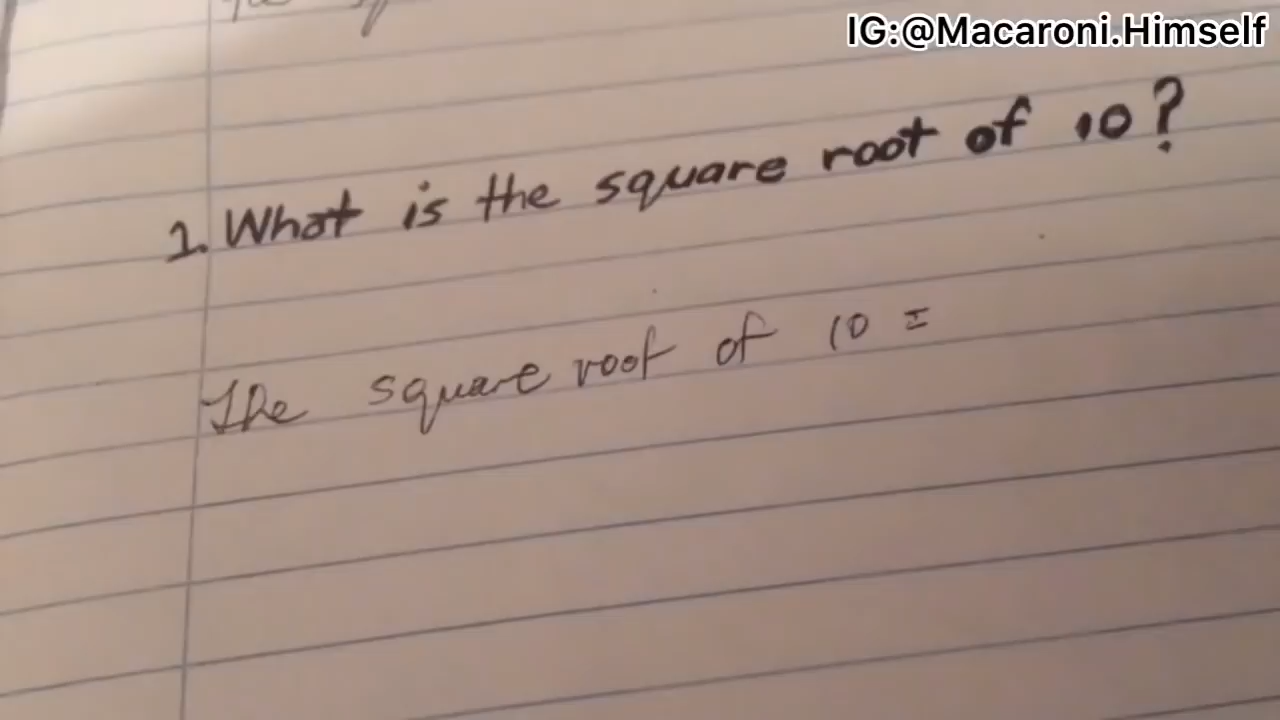 IG:@Macaroni.Himself
1. What is the square root of 10?
The square root of 10 =